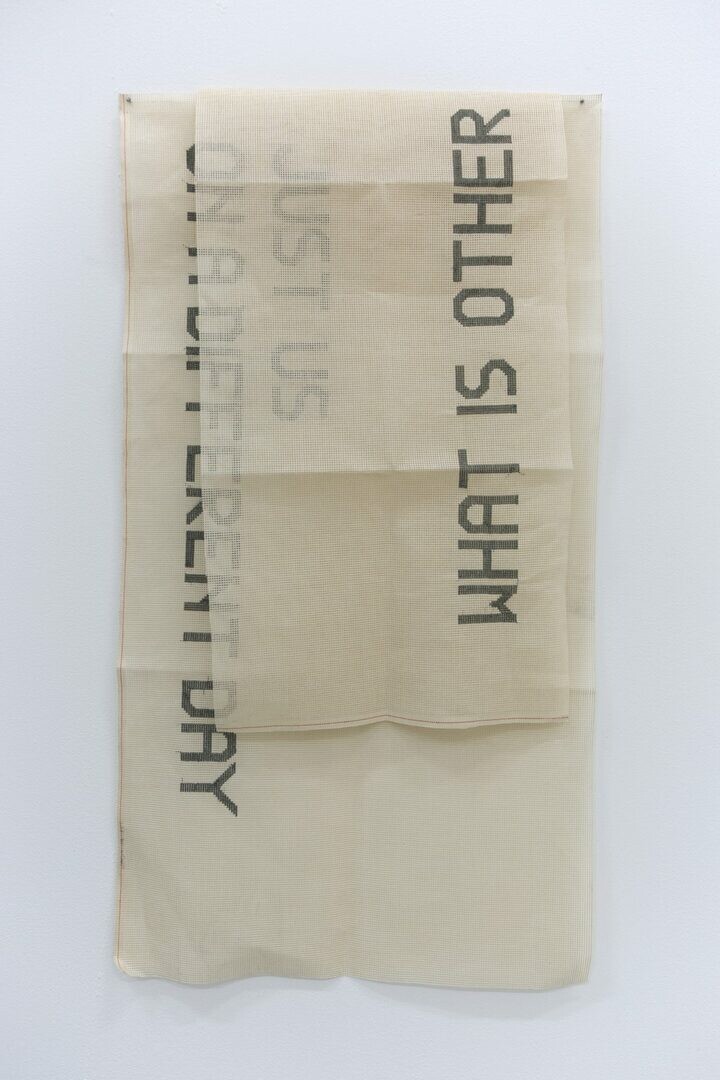 WHAT IS OTHER
JUST US
ON A DIFFERENT DAY